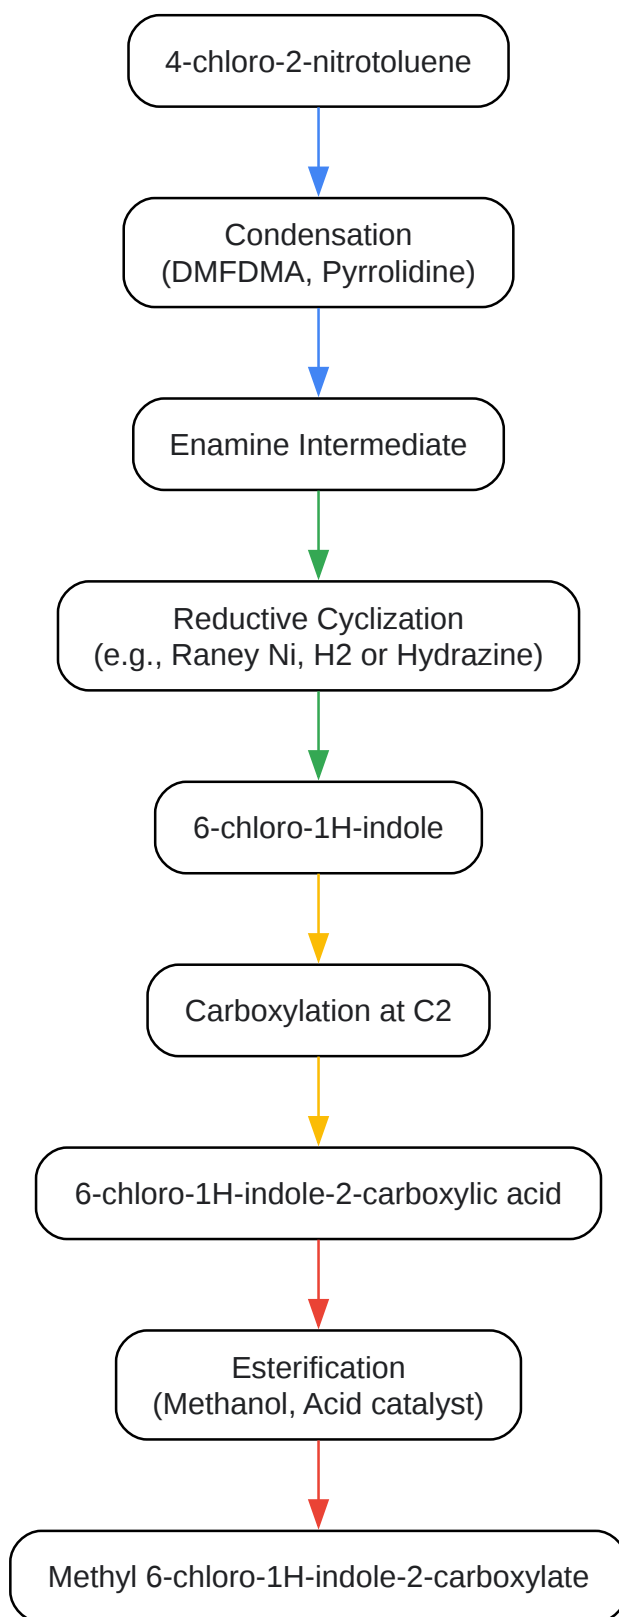 4-chloro-2-nitrotoluene
Condensation
(DMFDMA, Pyrrolidine)
Enamine Intermediate
Reductive Cyclization
(e.g., Raney Ni, H2 or Hydrazine)
6-chloro-1H-indole
Carboxylation at C2
6-chloro-1H-indole-2-carboxylic acid
Esterification
(Methanol, Acid catalyst)
Methyl 6-chloro-1H-indole-2-carboxylate